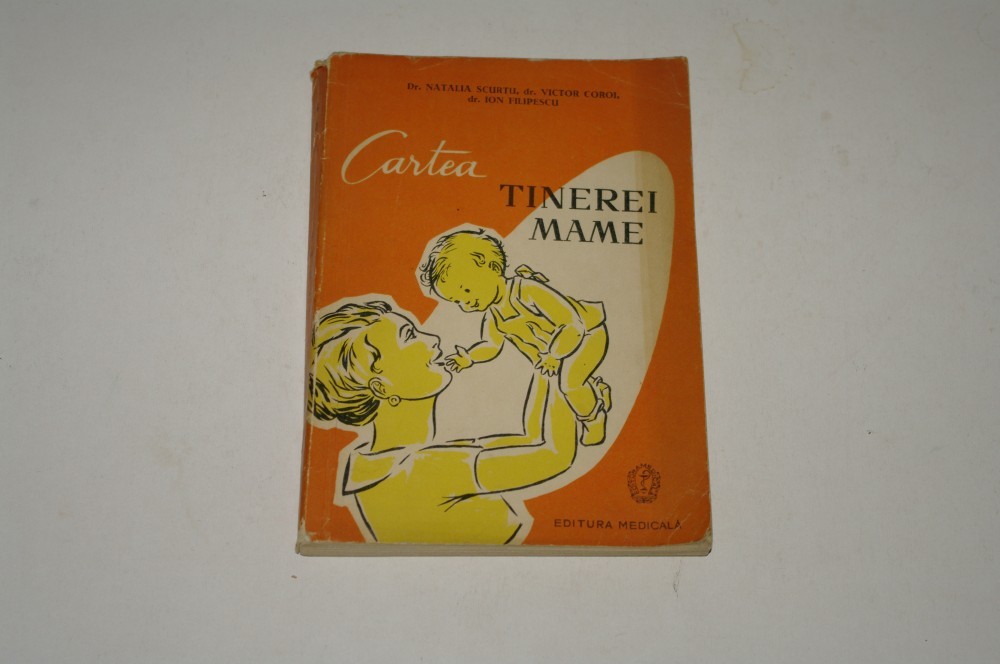 Dr. NATALIA SCURTU, dr. VICTOR COROI,
dr. ION FILIPESCU
Cartea
TINEREI
MAME
EDITURA MEDICALĂ